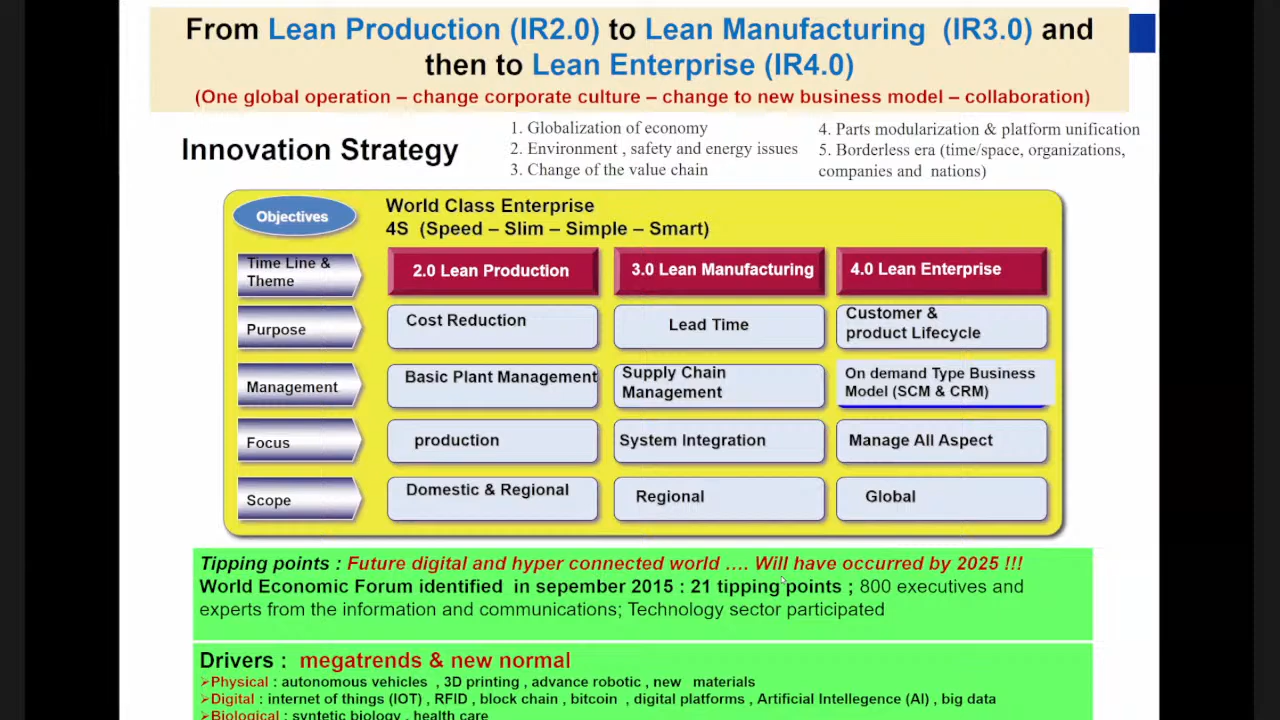 From Lean Production (IR2.0) to Lean Manufacturing (IR3.0) and
then to Lean Enterprise (IR4.0)
(One global operation – change corporate culture – change to new business model – collaboration)
Innovation Strategy
1. Globalization of economy
2. Environment , safety and energy issues
3. Change of the value chain
4. Parts modularization & platform unification
5. Borderless era (time/space, organizations,
companies and nations)
Objectives
World Class Enterprise
4S (Speed – Slim – Simple – Smart)
Time Line &
Theme
2.0 Lean Production
3.0 Lean Manufacturing
4.0 Lean Enterprise
Purpose
Cost Reduction
Lead Time
Customer &
product Lifecycle
Management
Basic Plant Management
Supply Chain
Management
On demand Type Business
Model (SCM & CRM)
Focus
production
System Integration
Manage All Aspect
Scope
Domestic & Regional
Regional
Global
Tipping points : Future digital and hyper connected world .... Will have occurred by 2025 !!!
World Economic Forum identified in sepember 2015 : 21 tipping points ; 800 executives and
experts from the information and communications; Technology sector participated
Drivers : megatrends & new normal
➢Physical : autonomous vehicles , 3D printing , advance robotic , new materials
➢Digital : internet of things (IOT) , RFID , block chain , bitcoin , digital platforms , Artificial Intellegence (AI) , big data
➢Biological : syntetic biology , health care